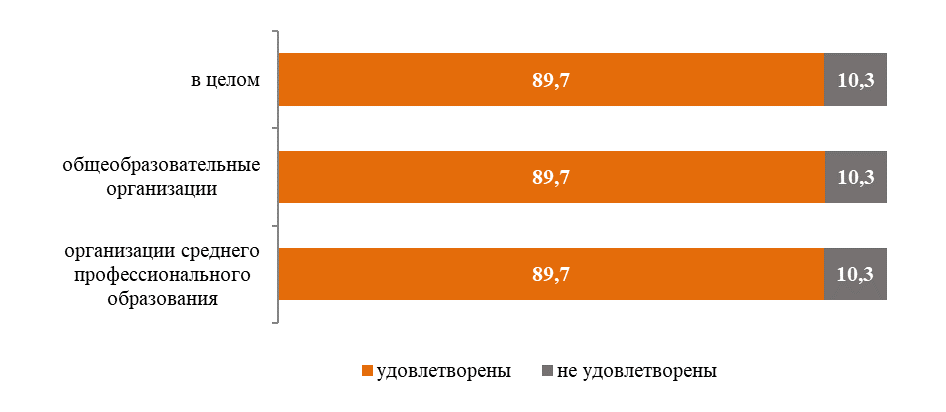 в целом
89,7
10,3
общеобразовательные
организации
89,7
10,3
организации среднего
профессионального
образования
89,7
10,3
удовлетворены
не удовлетворены